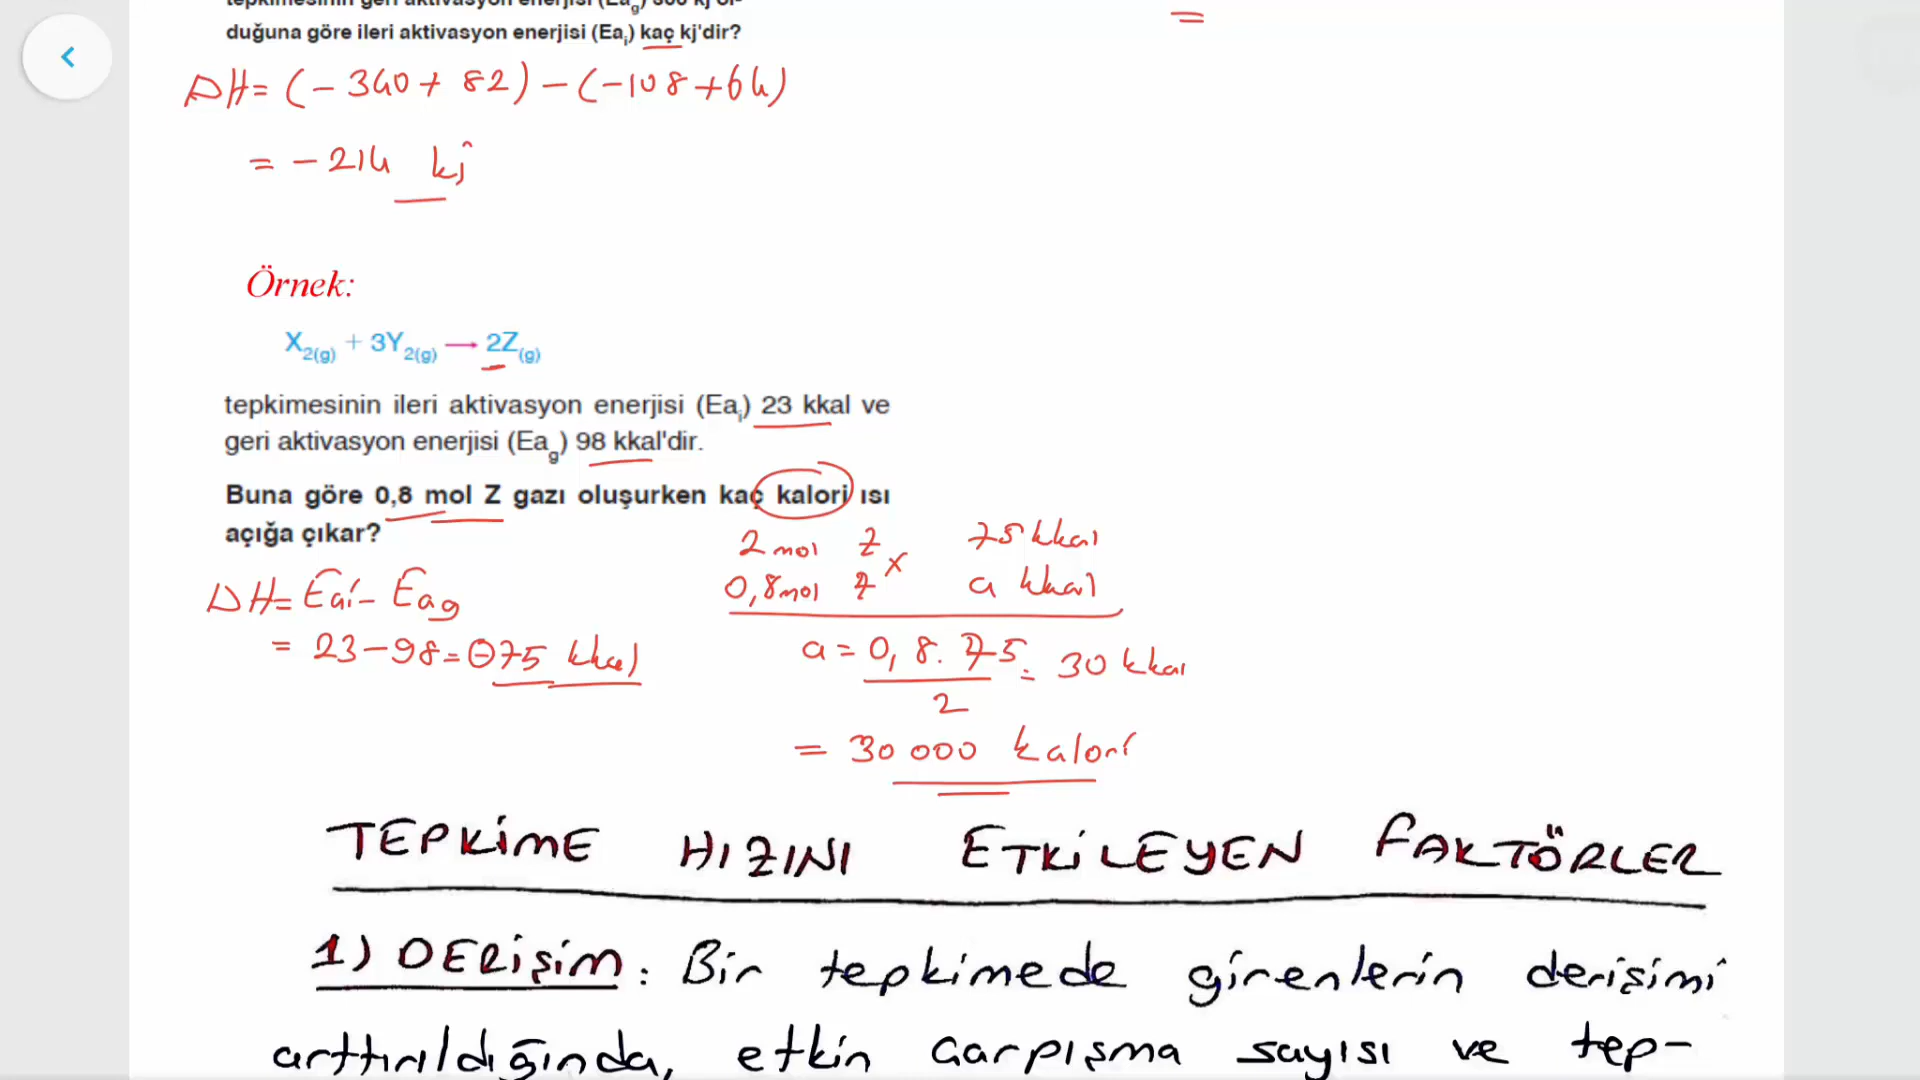 duğuna göre ileri aktivasyon enerjisi (Eaᵢ) kaç kj'dir?
ΔH= (-340+ 82) - (-108+64)
= -214 kj
Örnek:
X₂(g) + 3Y₂(g) → 2Z(g)
tepkimesinin ileri aktivasyon enerjisi (Eaᵢ) 23 kkal ve
geri aktivasyon enerjisi (Ea_g) 98 kkal'dir.
Buna göre 0,8 mol Z gazı oluşurken kaç kalori ısı
açığa çıkar?
2 mol Z 75 kkal
0,8 mol Z x a kkal
ΔH= Eai - Eag
= 23-98=-75 kkal
a = 0,8.75 = 30 kkal
2
= 30 000 kalori
TEPKİME HIZINI ETKİLEYEN FAKTÖRLER
1) DERİŞİM : Bir tepkimede girenlerin derişimi
arttırıldığında, etkin çarpışma sayısı ve tep-